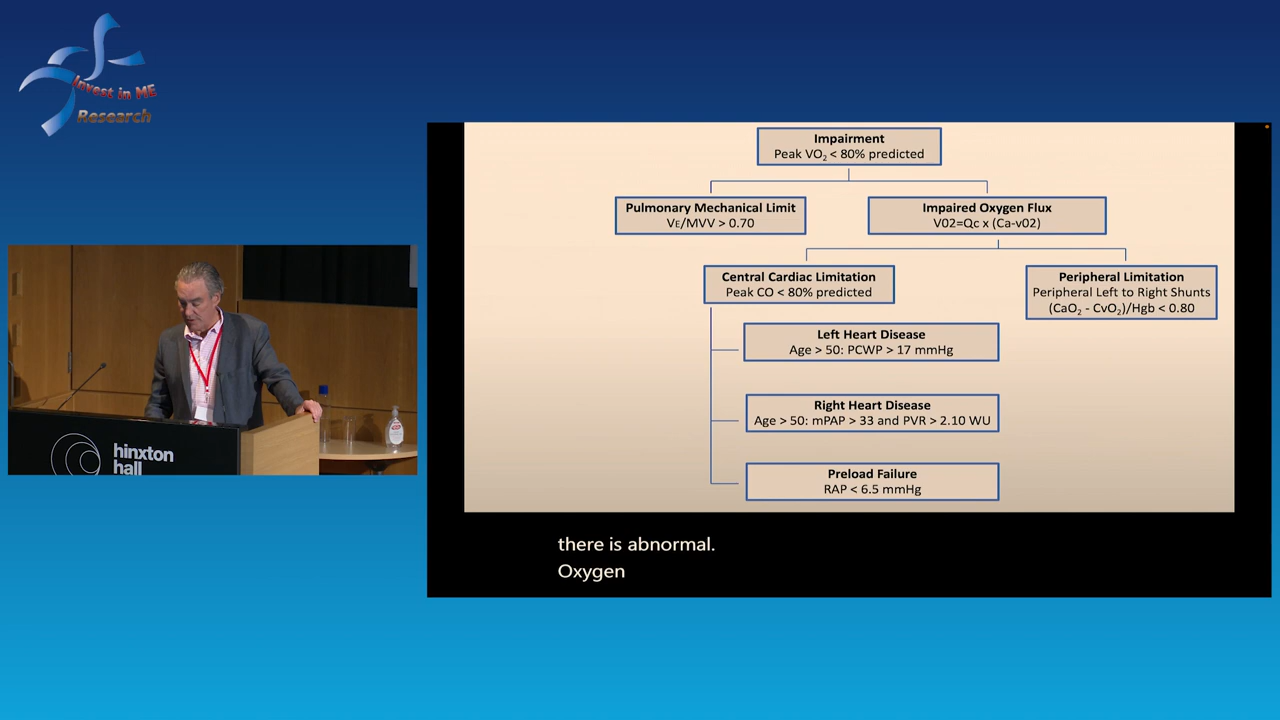 Invest in ME
Research
Impairment
Peak VO₂ < 80% predicted
Pulmonary Mechanical Limit
VE/MVV > 0.70
Impaired Oxygen Flux
V02=Qc x (Ca-v02)
Central Cardiac Limitation
Peak CO < 80% predicted
Peripheral Limitation
Peripheral Left to Right Shunts
(CaO₂ - CvO₂)/Hgb < 0.80
Left Heart Disease
Age > 50: PCWP > 17 mmHg
Right Heart Disease
Age > 50: mPAP > 33 and PVR > 2.10 WU
Preload Failure
RAP < 6.5 mmHg
hinxton
hall
there is abnormal.
Oxygen